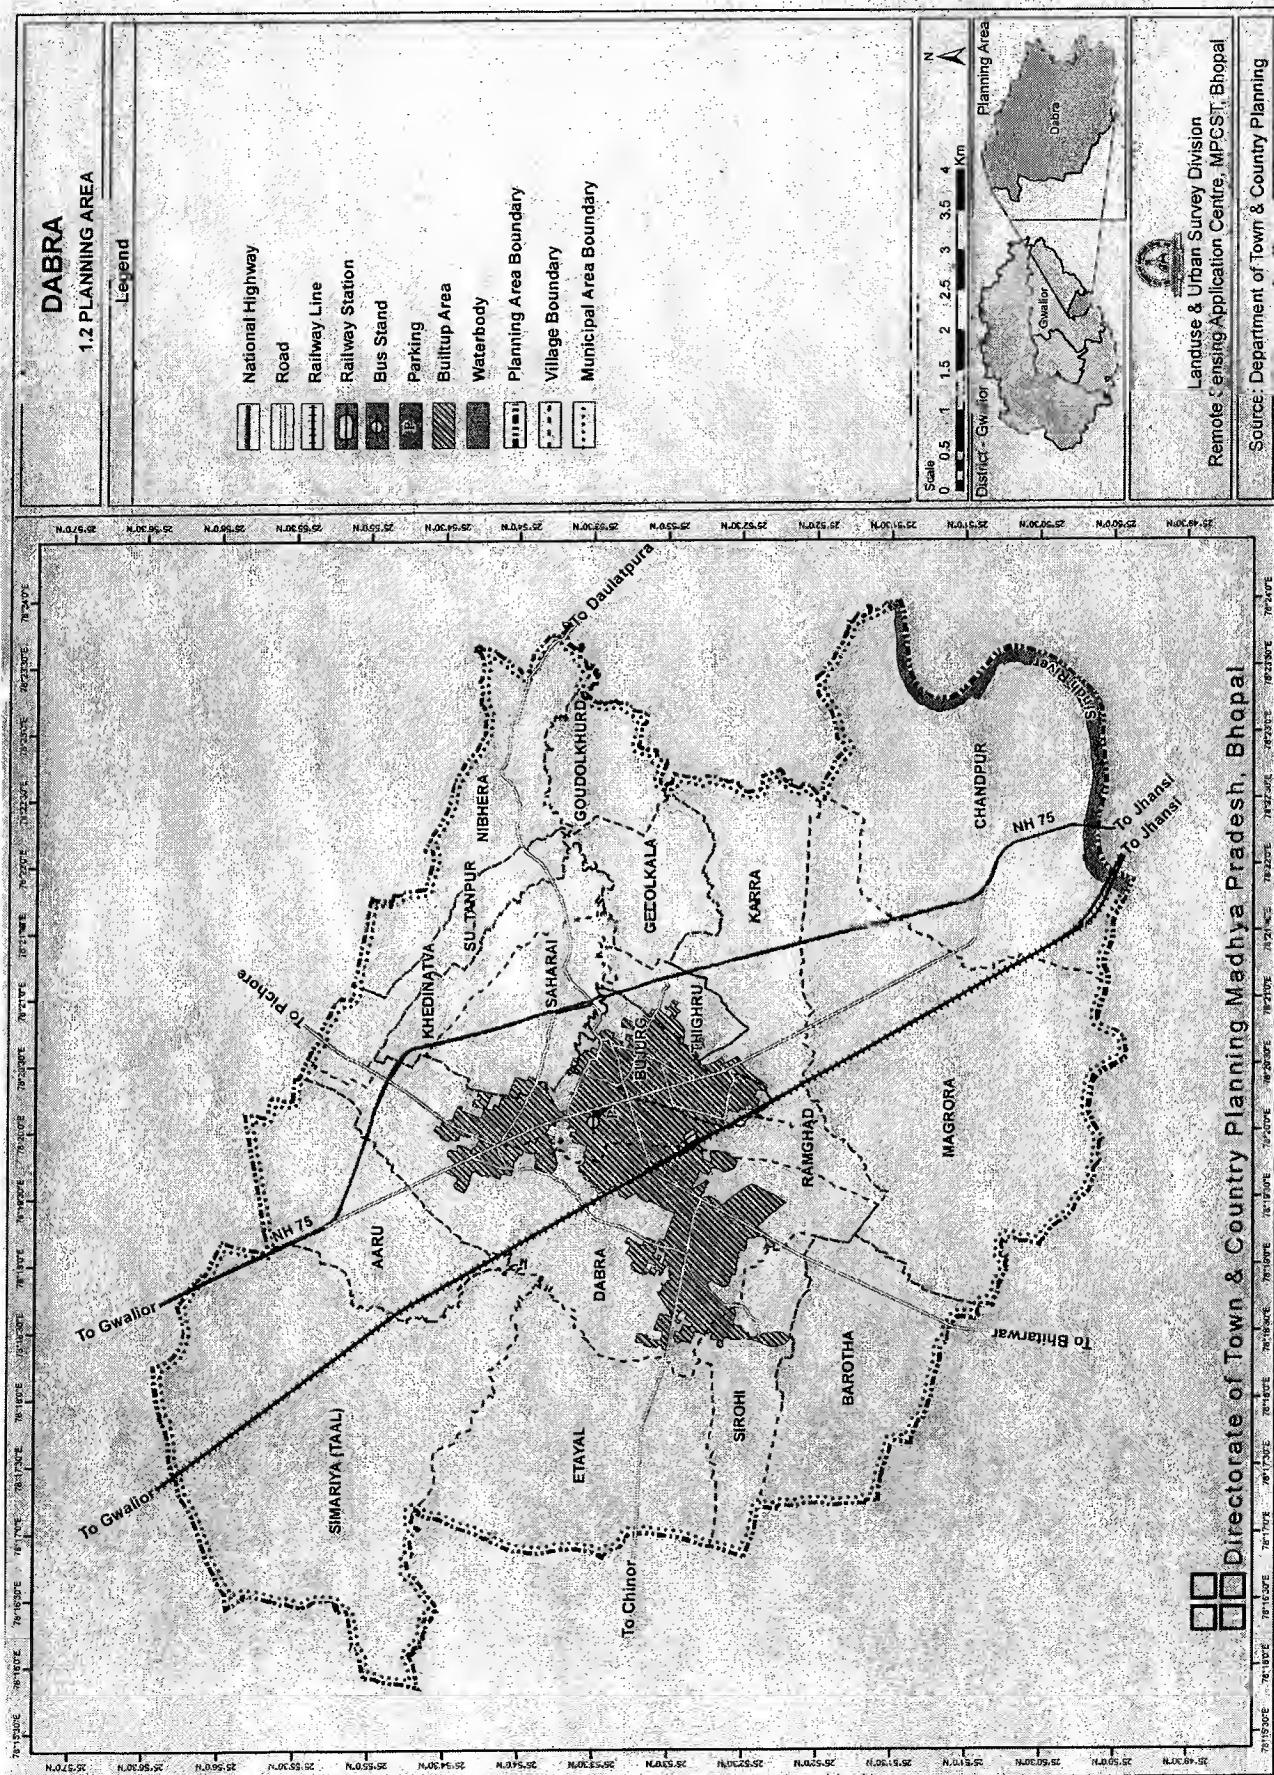 DABRA
1.2 PLANNING AREA
Legend
National Highway
Road
Railway Line
Railway Station
Bus Stand
Parking
P
Builtup Area
Waterbody
Planning Area Boundary
Village Boundary
Municipal Area Boundary
N
Scale
0 0.5 1 1.5 2 2.5 3 3.5 4
Km
District - Gwalior
Planning Area
Gwalior
Dabra
Landuse & Urban Survey Division
Remote Sensing Application Centre, MPCST, Bhopal
Source: Department of Town & Country Planning
To Gwalior
To Gwalior
NH 75
To Pichore
To Daulatpura
SIMARIYA (TAAL)
AARU
KHEDINATVA
SULTANPUR
NIBHERA
GOUDOLKHURD
SAHARAI
GEDOLKALA
ETAYAL
DABRA
BUJURG
THIGHRU
KARRA
SIROHI
BAROTHA
RAMGHAD
MAGRORA
CHANDPUR
NH 75
Sindh River
To Jhansi
To Jhansi
To Chinor
To Bhitarwar
Directorate of Town & Country Planning Madhya Pradesh, Bhopal